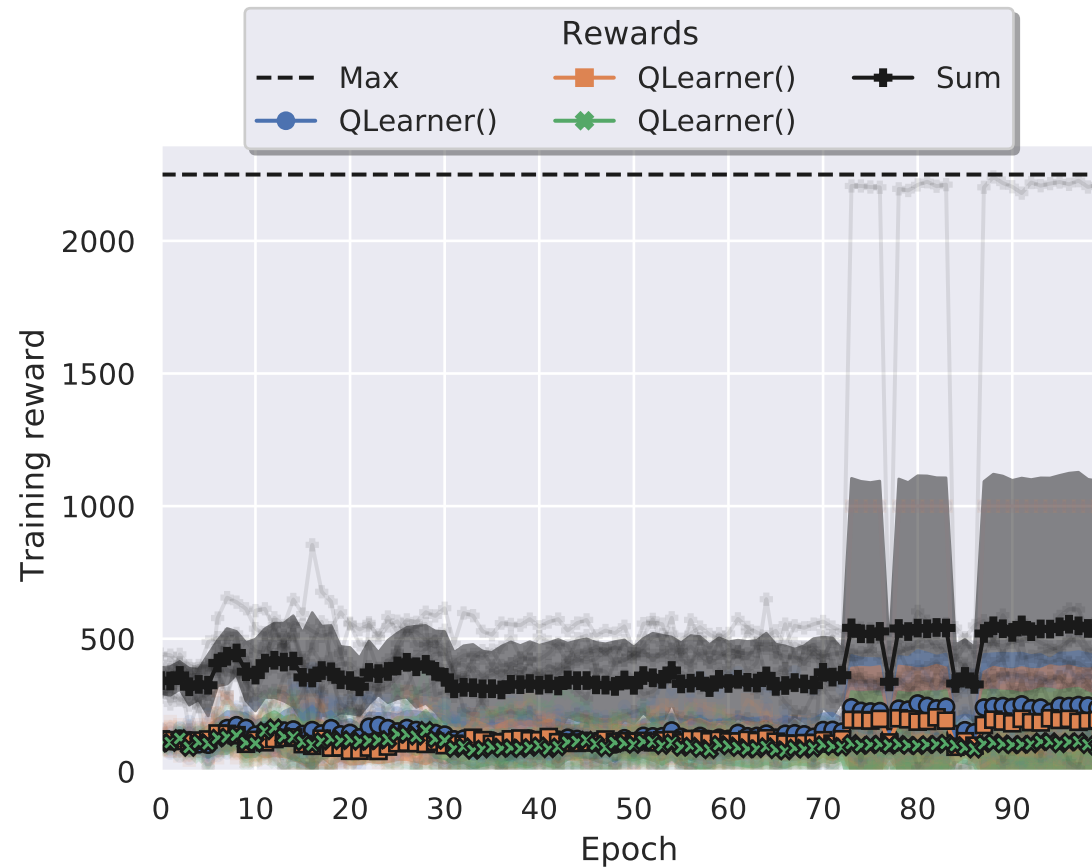 Rewards
Max QLearner() Sum
QLearner() QLearner()
2000
1500
1000
500
0
Training reward
0 10 20 30 40 50 60 70 80 90
Epoch